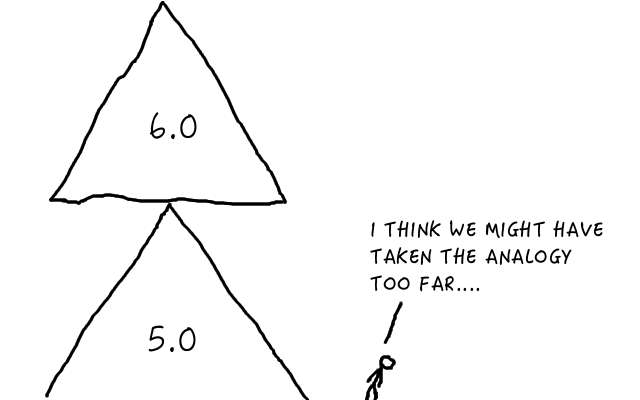 6.0
I THINK WE MIGHT HAVE
TAKEN THE ANALOGY
TOO FAR....
5.0